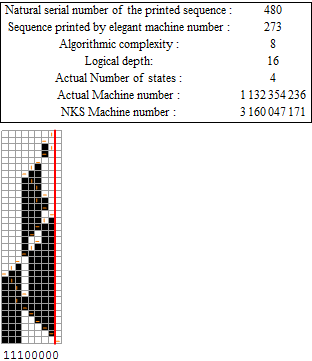 Natural serial number of the printed sequence : 480
Sequence printed by elegant machine number : 273
Algorithmic complexity : 8
Logical depth: 16
Actual Number of states : 4
Actual Machine number : 1 132 354 236
NKS Machine number : 3 160 047 171
11100000